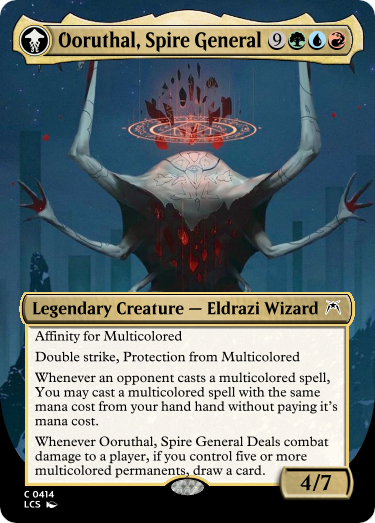 Ooruthal, Spire General 9
Legendary Creature — Eldrazi Wizard
Affinity for Multicolored
Double strike, Protection from Multicolored
Whenever an opponent casts a multicolored spell,
You may cast a multicolored spell with the same
mana cost from your hand hand without paying it's
mana cost.
Whenever Ooruthal, Spire General Deals combat
damage to a player, if you control five or more
multicolored permanents, draw a card.
4/7
C 0414
LCS